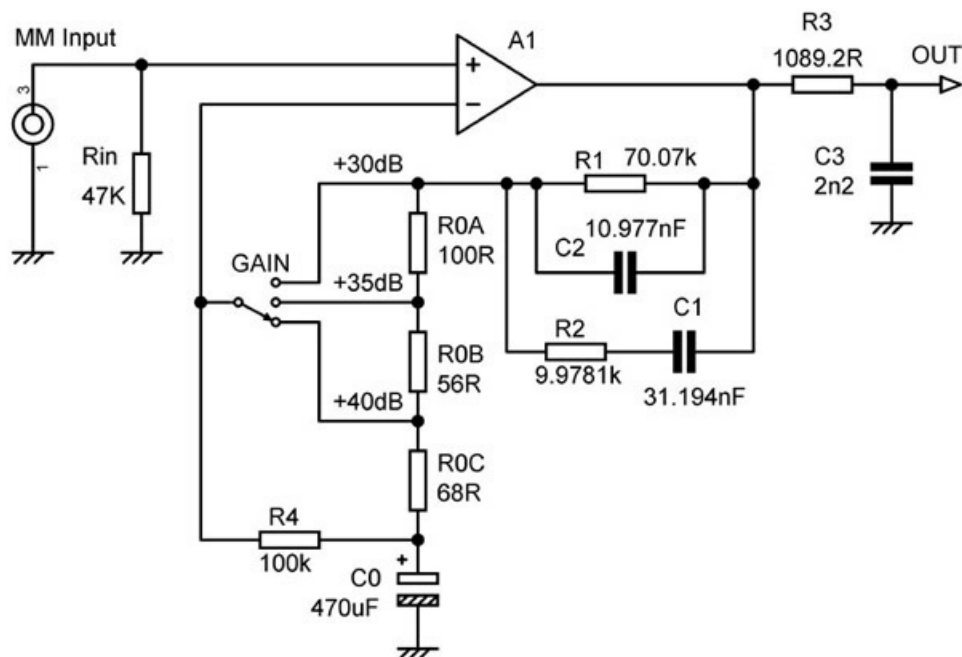 MM Input
A1
R3
1089.2R
OUT
3
+
−
1
Rin
47K
+30dB
R1
70.07k
C3
2n2
R0A
100R
10.977nF
C2
GAIN
+35dB
C1
R2
R0B
56R
9.9781k
31.194nF
+40dB
R0C
68R
R4
100k
+
C0
470uF